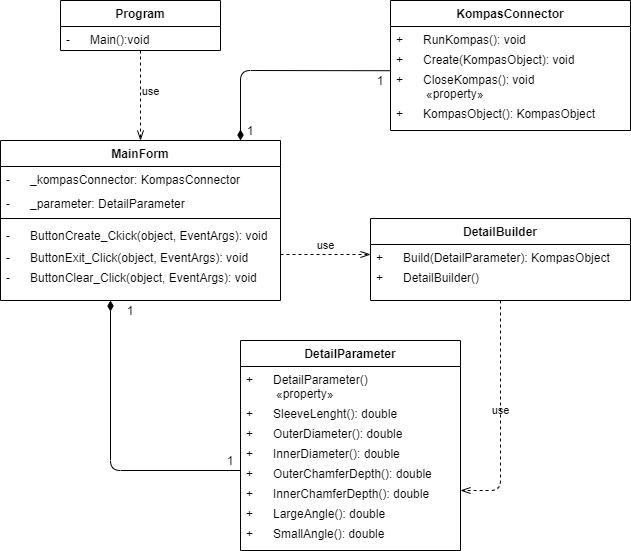 Program
- Main():void
use
KompasConnector
+ RunKompas(): void
+ Create(KompasObject): void
+ CloseKompas(): void
«property»
+ KompasObject(): KompasObject
1
1
MainForm
- _kompasConnector: KompasConnector
- _parameter: DetailParameter
- ButtonCreate_Ckick(object, EventArgs): void
- ButtonExit_Click(object, EventArgs): void
- ButtonClear_Click(object, EventArgs): void
use
DetailBuilder
+ Build(DetailParameter): KompasObject
+ DetailBuilder()
1
use
1
DetailParameter
+ DetailParameter()
«property»
+ SleeveLenght(): double
+ OuterDiameter(): double
+ InnerDiameter(): double
+ OuterChamferDepth(): double
+ InnerChamferDepth(): double
+ LargeAngle(): double
+ SmallAngle(): double